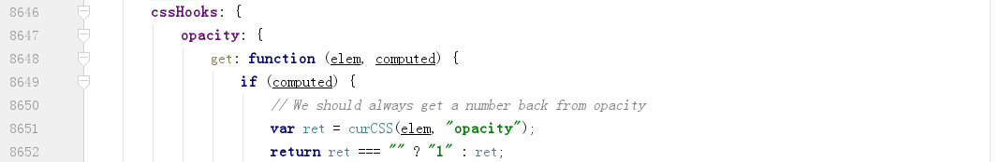 8646 cssHooks: {
8647 opacity: {
8648 get: function (elem, computed) {
8649 if (computed) {
8650 // We should always get a number back from opacity
8651 var ret = curCSS(elem, "opacity");
8652 return ret === "" ? "1" : ret;